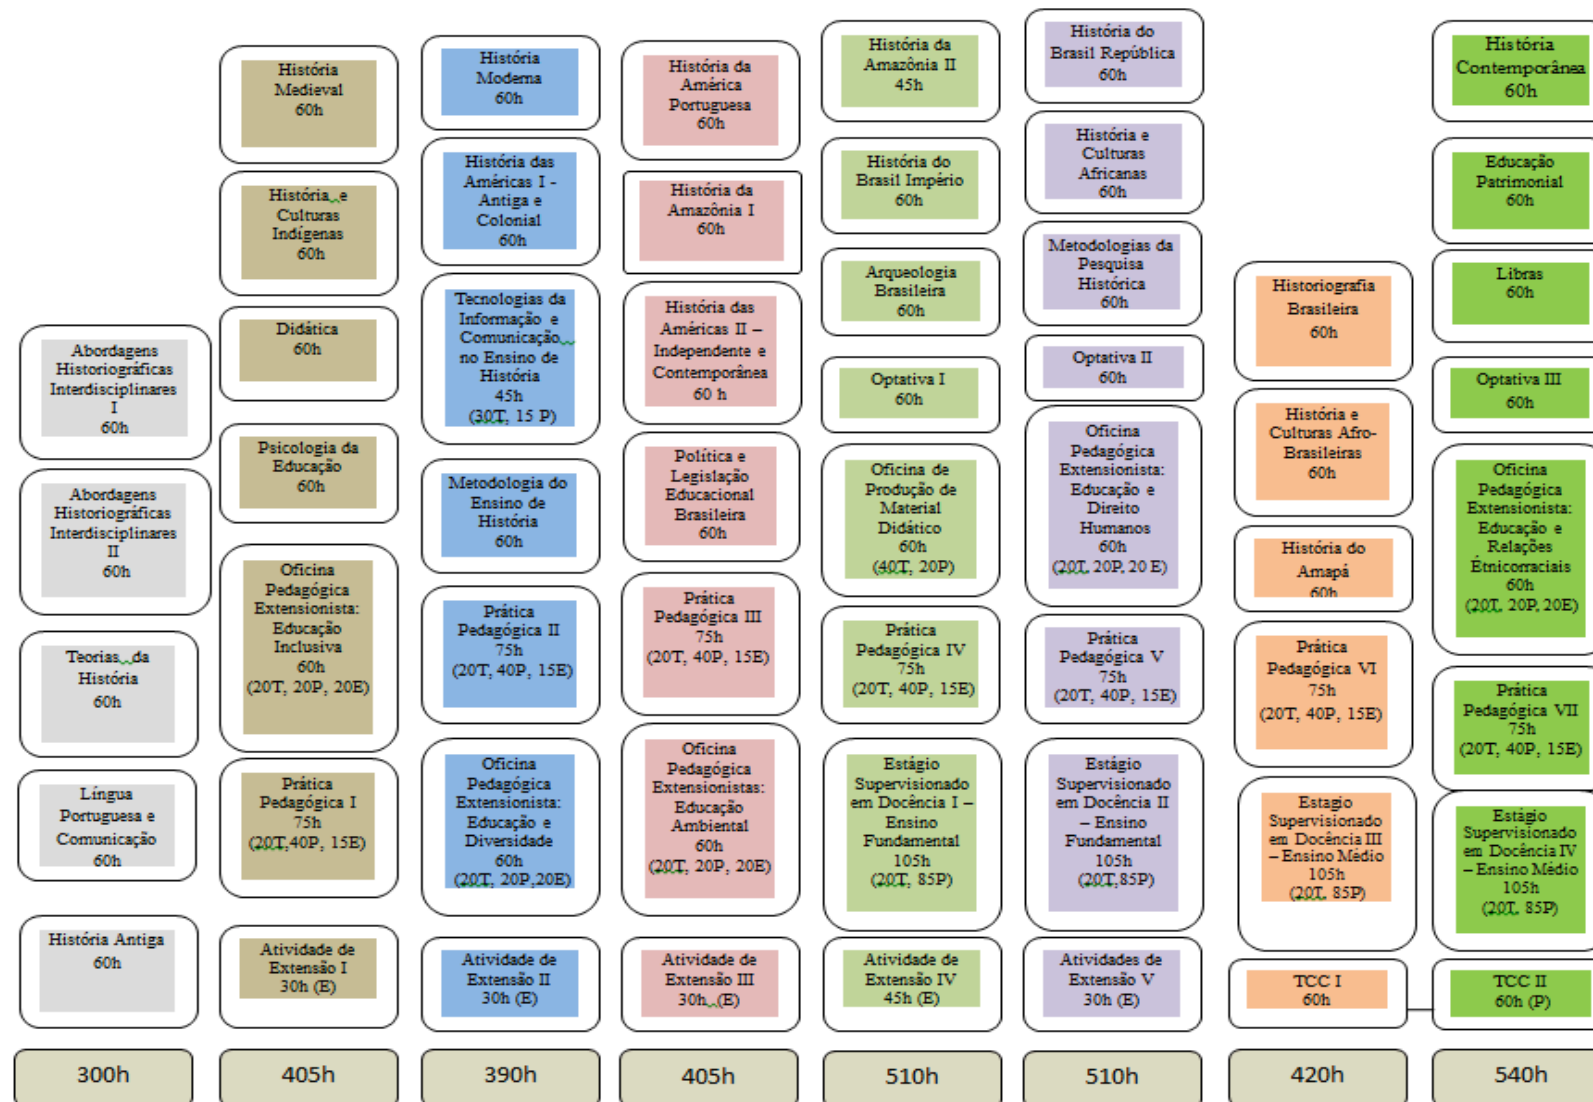 Abordagens
Historiográficas
Interdisciplinares
I
60h
Abordagens
Historiográficas
Interdisciplinares
II
60h
Teorias da
História
60h
Língua
Portuguesa e
Comunicação
60h
História Antiga
60h
300h
História
Medieval
60h
História e
Culturas
Indígenas
60h
Didática
60h
Psicologia da
Educação
60h
Oficina
Pedagógica
Extensionista:
Educação
Inclusiva
60h
(20T, 20P, 20E)
Prática
Pedagógica I
75h
(20T,40P, 15E)
Atividade de
Extensão I
30h (E)
405h
História
Moderna
60h
História das
Américas I -
Antiga e
Colonial
60h
Tecnologias da
Informação e
Comunicação
no Ensino de
História
45h
(30T, 15 P)
Metodologia do
Ensino de
História
60h
Prática
Pedagógica II
75h
(20T, 40P, 15E)
Oficina
Pedagógica
Extensionista:
Educação e
Diversidade
60h
(20T, 20P,20E)
Atividade de
Extensão II
30h (E)
390h
História da
América
Portuguesa
60h
História da
Amazônia I
60h
História das
Américas II –
Independente e
Contemporânea
60 h
Política e
Legislação
Educacional
Brasileira
60h
Prática
Pedagógica III
75h
(20T, 40P, 15E)
Oficina
Pedagógica
Extensionistas:
Educação
Ambiental
60h
(20T, 20P, 20E)
Atividade de
Extensão III
30h (E)
405h
História da
Amazônia II
45h
História do
Brasil Império
60h
Arqueologia
Brasileira
60h
Optativa I
60h
Oficina de
Produção de
Material
Didático
60h
(40T, 20P)
Prática
Pedagógica IV
75h
(20T, 40P, 15E)
Estágio
Supervisionado
em Docência I –
Ensino
Fundamental
105h
(20T, 85P)
Atividade de
Extensão IV
45h (E)
510h
História do
Brasil República
60h
História e
Culturas
Africanas
60h
Metodologias da
Pesquisa
Histórica
60h
Optativa II
60h
Oficina
Pedagógica
Extensionista:
Educação e
Direito
Humanos
60h
(20T, 20P, 20 E)
Prática
Pedagógica V
75h
(20T, 40P, 15E)
Estágio
Supervisionado
em Docência II
– Ensino
Fundamental
105h
(20T,85P)
Atividades de
Extensão V
30h (E)
510h
Historiografia
Brasileira
60h
História e
Culturas Afro-
Brasileiras
60h
História do
Amapá
60h
Prática
Pedagógica VI
75h
(20T, 40P, 15E)
Estagio
Supervisionado
em Docência III
– Ensino Médio
105h
(20T, 85P)
TCC I
60h
420h
História
Contemporânea
60h
Educação
Patrimonial
60h
Libras
60h
Optativa III
60h
Oficina
Pedagógica
Extensionista:
Educação e
Relações
Étnicorraciais
60h
(20T, 20P, 20E)
Prática
Pedagógica VII
75h
(20T, 40P, 15E)
Estágio
Supervisionado
em Docência IV
– Ensino Médio
105h
(20T, 85P)
TCC II
60h (P)
540h